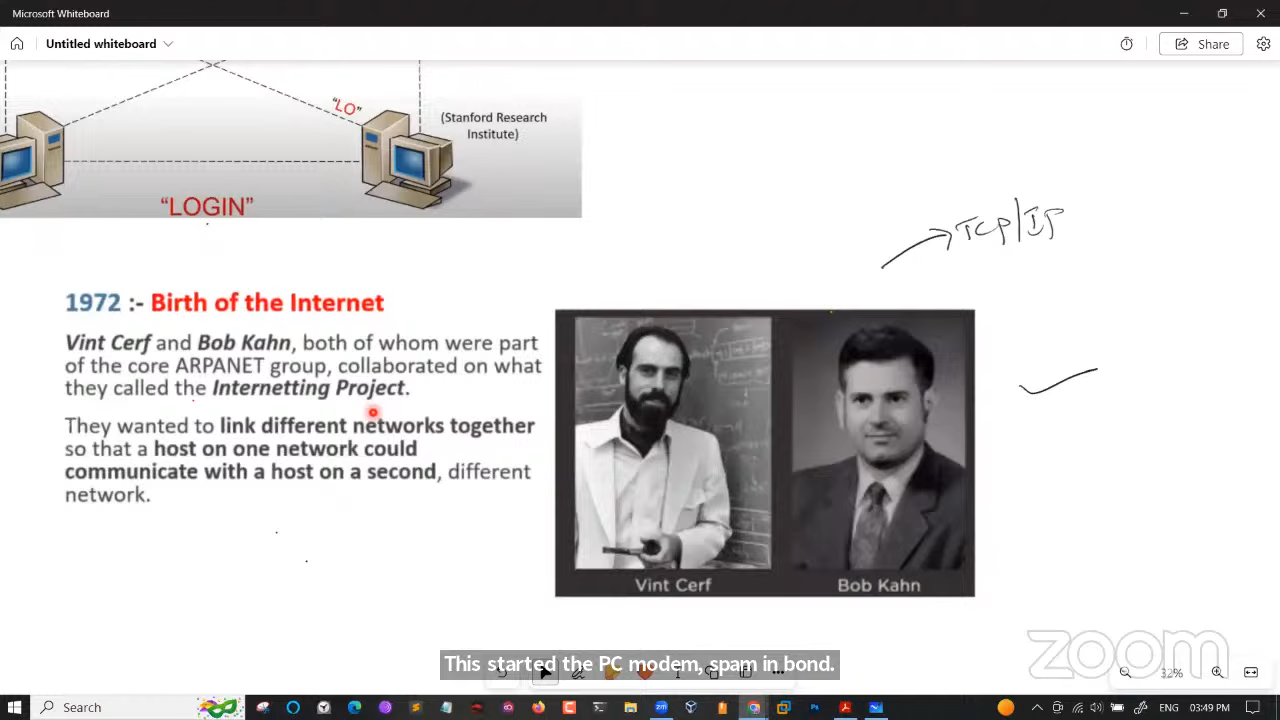 Microsoft Whiteboard
Untitled whiteboard
Share
"LO"
(Stanford Research
Institute)
"LOGIN"
TCP/IP
1972 :- Birth of the Internet
Vint Cerf and Bob Kahn, both of whom were part
of the core ARPANET group, collaborated on what
they called the Internetting Project.
They wanted to link different networks together
so that a host on one network could
communicate with a host on a second, different
network.
Vint Cerf
Bob Kahn
zoom
This started the PC modem, spam in bond.
32%
Search
ENG
03:49 PM